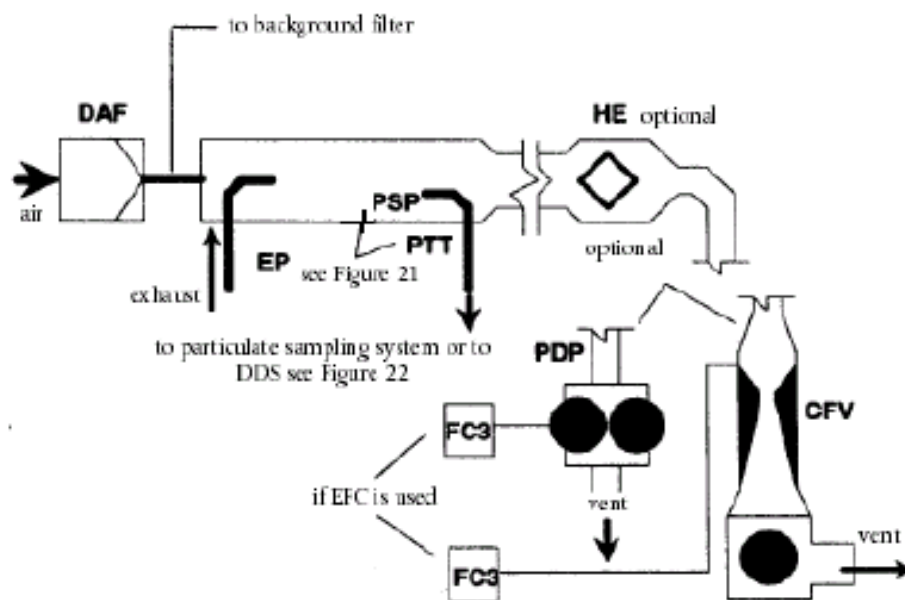 to background filter
DAF
HE optional
air
PSP
optional
EP
PTT
see Figure 21
exhaust
to particulate sampling system or to
DDS see Figure 22
PDP
CFV
FC3
if EFC is used
vent
vent
FC3